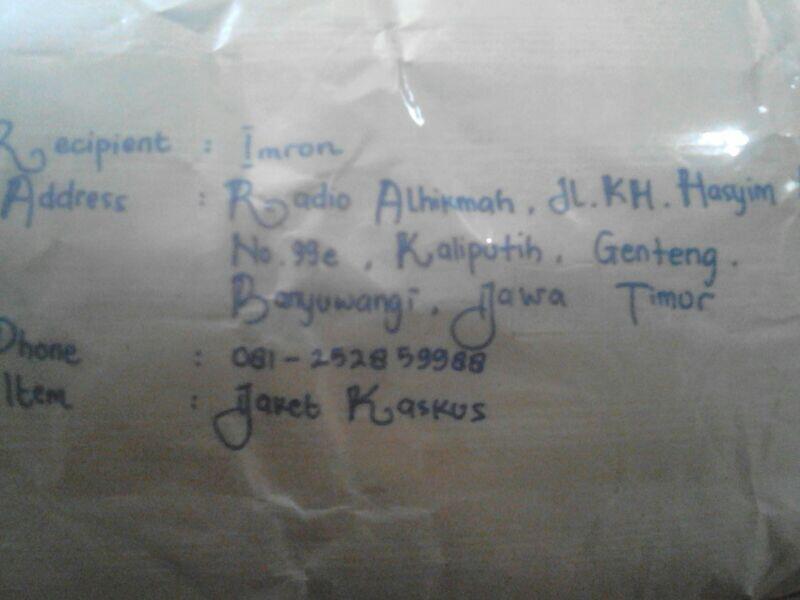 Recipient : Imron
Address : Radio Alhikmah, JL. KH. Hasyim
No. 99e, Kaliputih, Genteng.
Banyuwangi, Jawa Timur
Phone : 081-252859988
Item : Jaket Kaskus